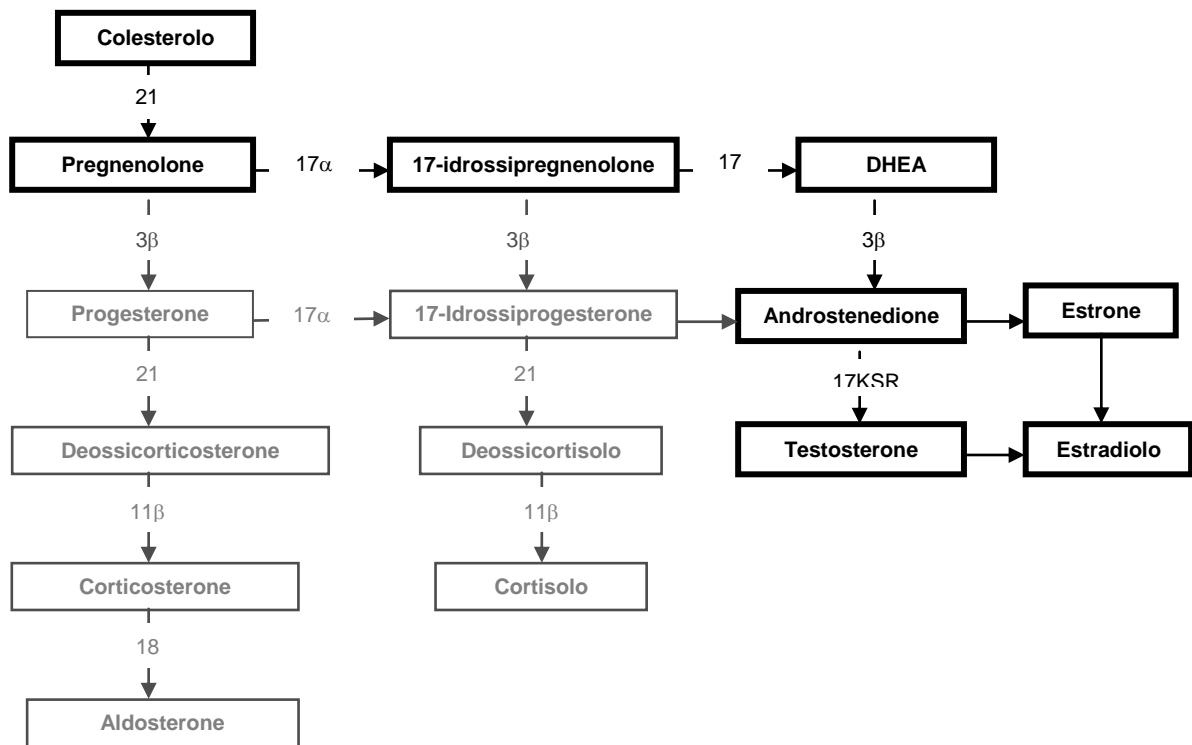 Colesterolo
21
Pregnenolone 17α 17-idrossipregnenolone 17 DHEA
3β 3β 3β
Progesterone 17α 17-Idrossiprogesterone Androstenedione Estrone
21 21 17KSR
Deossicorticosterone Deossicortisolo Testosterone Estradiolo
11β 11β
Corticosterone Cortisolo
18
Aldosterone